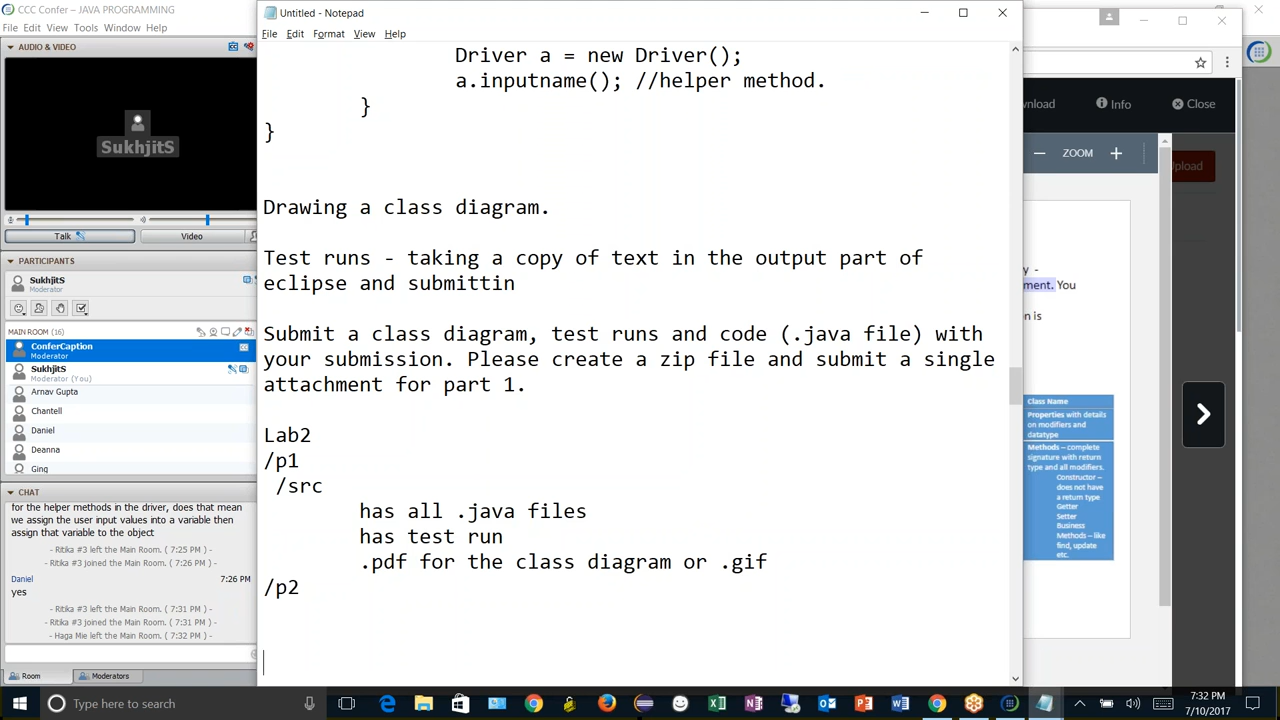 CCC Confer – JAVA PROGRAMMING
File Edit View Tools Window Help
AUDIO & VIDEO
SukhjitS
Talk
Video
PARTICIPANTS
SukhjitS
Moderator
MAIN ROOM (16)
ConferCaption
Moderator
SukhjitS
Moderator (You)
Arnav Gupta
Chantell
Daniel
Deanna
Ging
CHAT
for the helper methods in the driver, does that mean
we assign the user input values into a variable then
assign that variable to the object
- Ritika #3 left the Main Room. ( 7:25 PM ) -
- Ritika #3 joined the Main Room. ( 7:26 PM ) -
Daniel 7:26 PM
yes
- Ritika #3 left the Main Room. ( 7:31 PM ) -
- Ritika #3 joined the Main Room. ( 7:31 PM ) -
- Haga Mie left the Main Room. ( 7:32 PM ) -
Room
Moderators
Untitled - Notepad
File Edit Format View Help
Driver a = new Driver();
a.inputname(); //helper method.
}
}
Drawing a class diagram.
Test runs - taking a copy of text in the output part of
eclipse and submittin
Submit a class diagram, test runs and code (.java file) with
your submission. Please create a zip file and submit a single
attachment for part 1.
Lab2
/p1
/src
has all .java files
has test run
.pdf for the class diagram or .gif
/p2
Info
Close
ZOOM
You
Class Name
Properties with details
on modifiers and
datatype
Methods – complete
signature with return
type and all modifiers.
Constructor –
does not have
a return type
Getter
Setter
Business
Methods – like
find, update
etc.
Type here to search
7:32 PM
7/10/2017